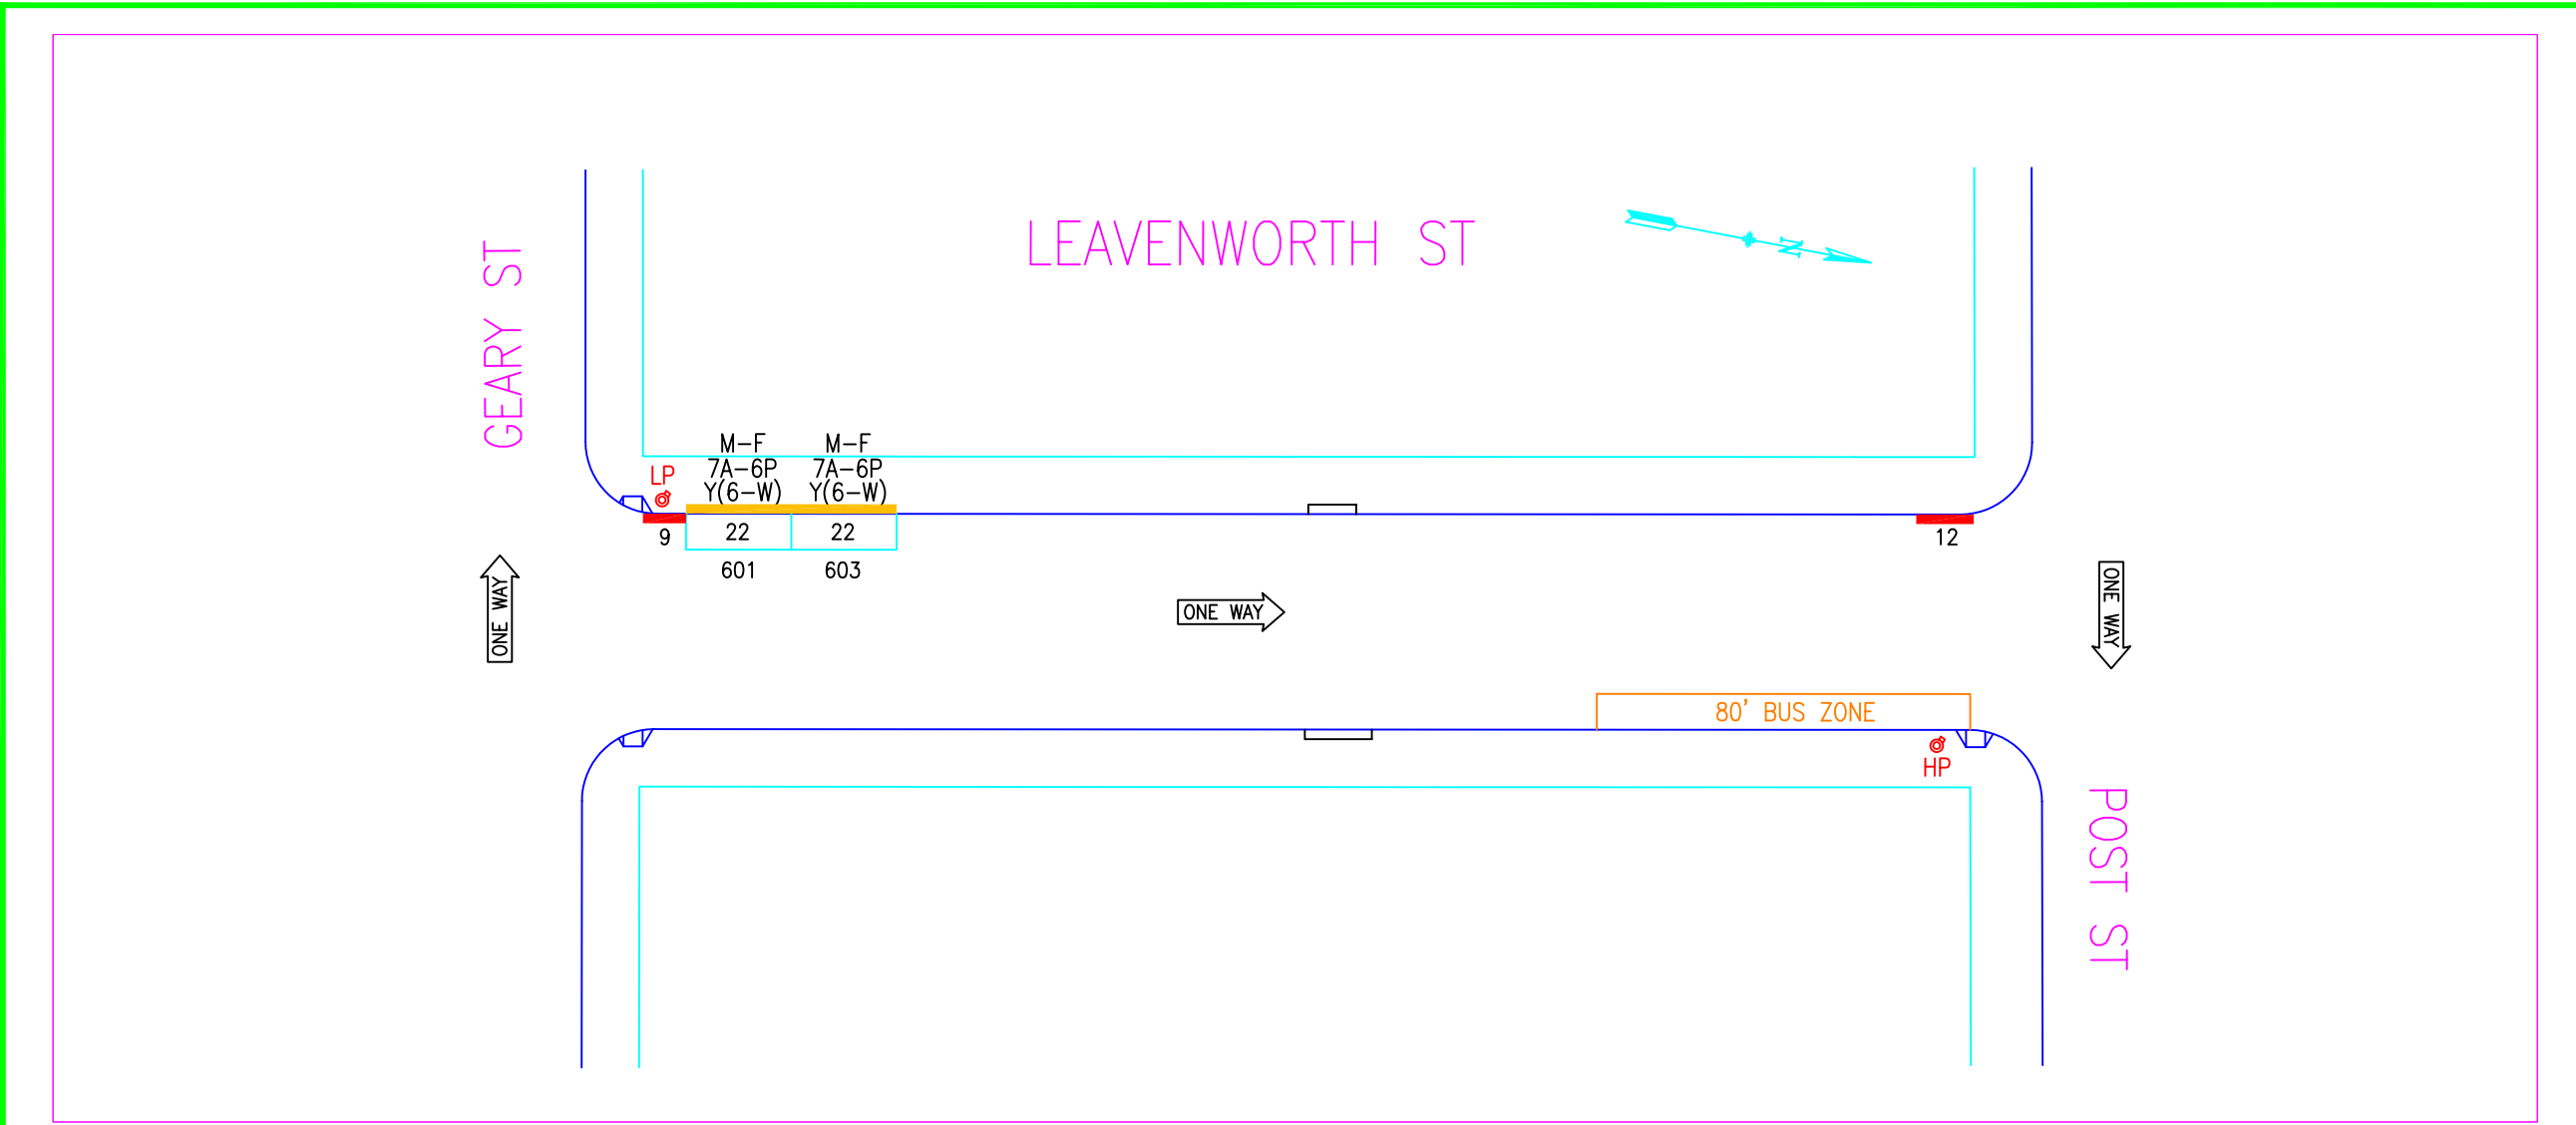 LEAVENWORTH ST
N
GEARY ST
LP
M-F
7A-6P
Y(6-W)
M-F
7A-6P
Y(6-W)
9
22
22
601
603
12
ONE WAY
ONE WAY
ONE WAY
80' BUS ZONE
HP
POST ST